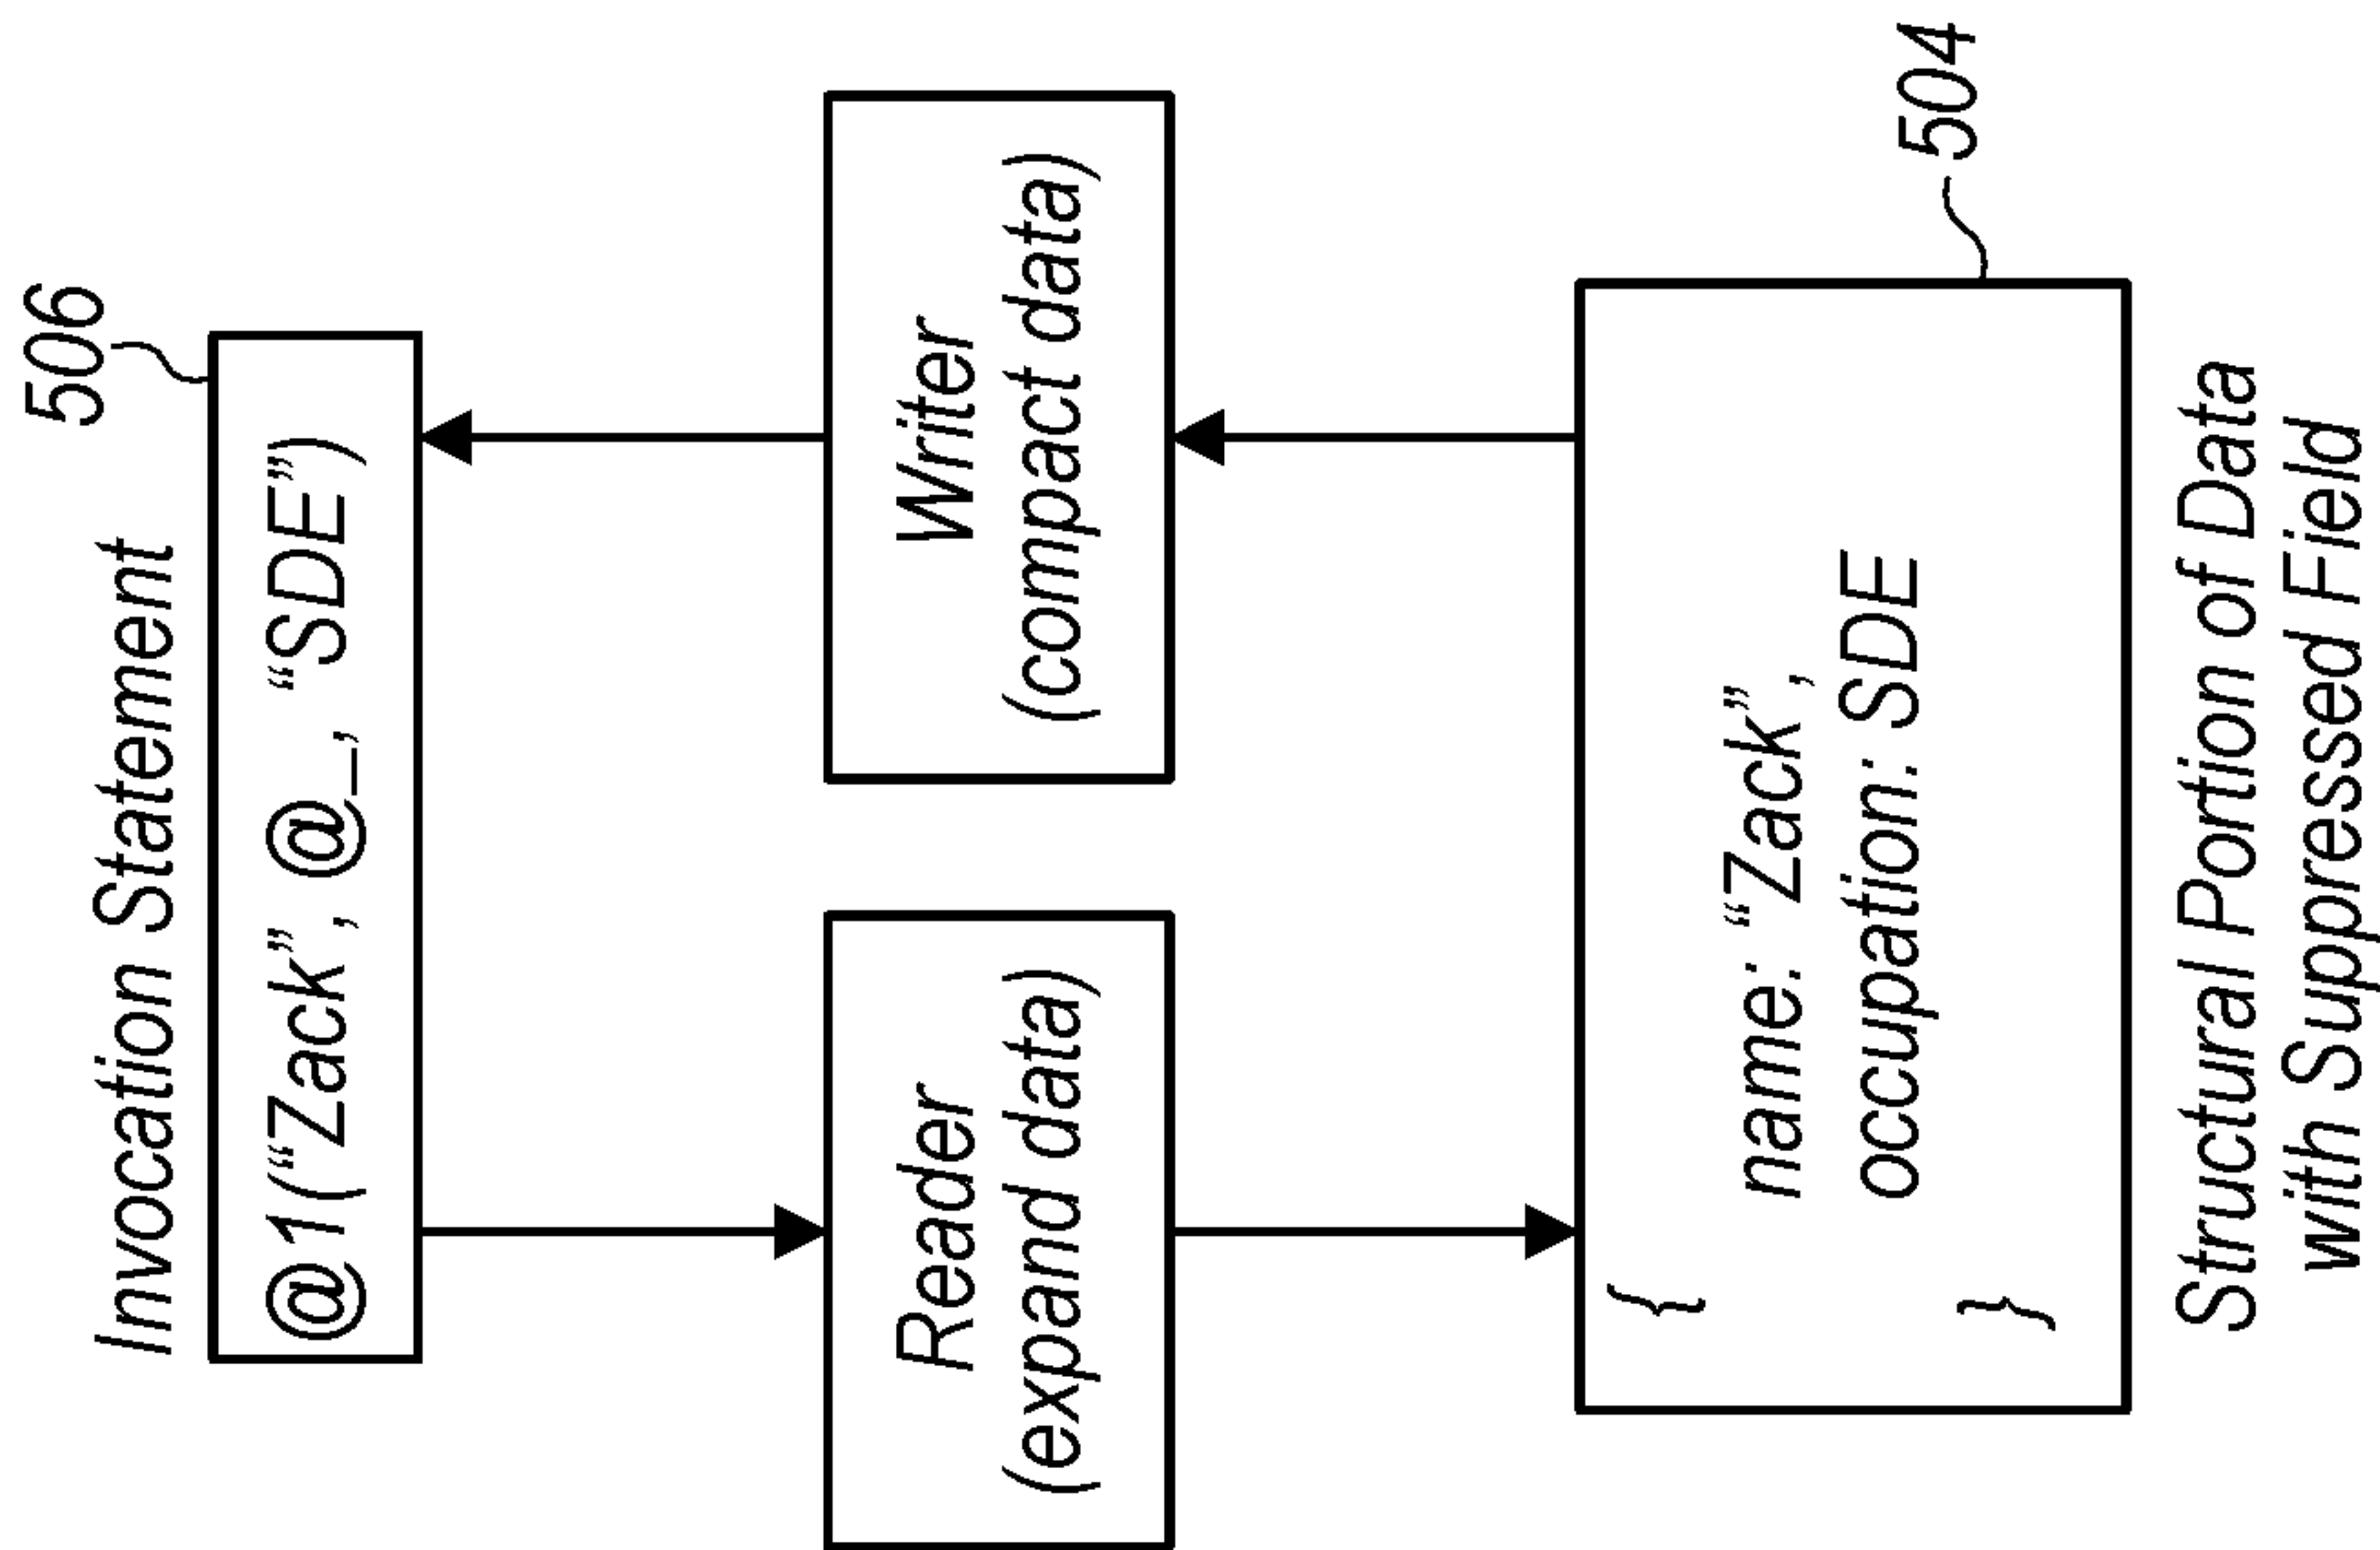 506
Invocation Statement
@1(“Zack”, @_, “SDE”)
Reader
(expand data)
Writer
(compact data)
{
name: “Zack”,
occupation: SDE
}
504
Structural Portion of Data
with Suppressed Field